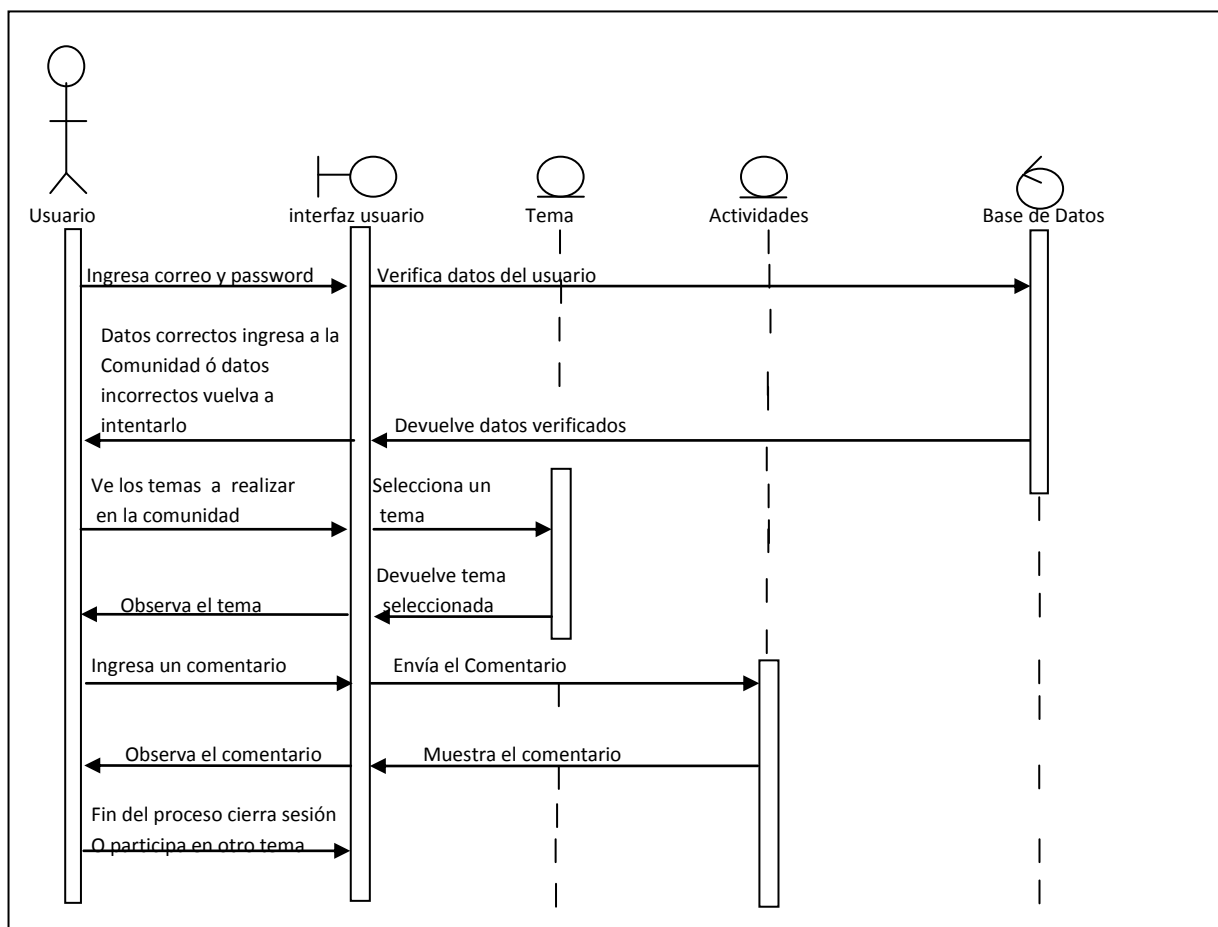 Usuario
interfaz usuario
Tema
Actividades
Base de Datos
Ingresa correo y password
Verifica datos del usuario
Datos correctos ingresa a la
Comunidad ó datos
incorrectos vuelva a
intentarlo
Devuelve datos verificados
Ve los temas a realizar
en la comunidad
Selecciona un
tema
Devuelve tema
seleccionada
Observa el tema
Ingresa un comentario
Envía el Comentario
Observa el comentario
Muestra el comentario
Fin del proceso cierra sesión
O participa en otro tema